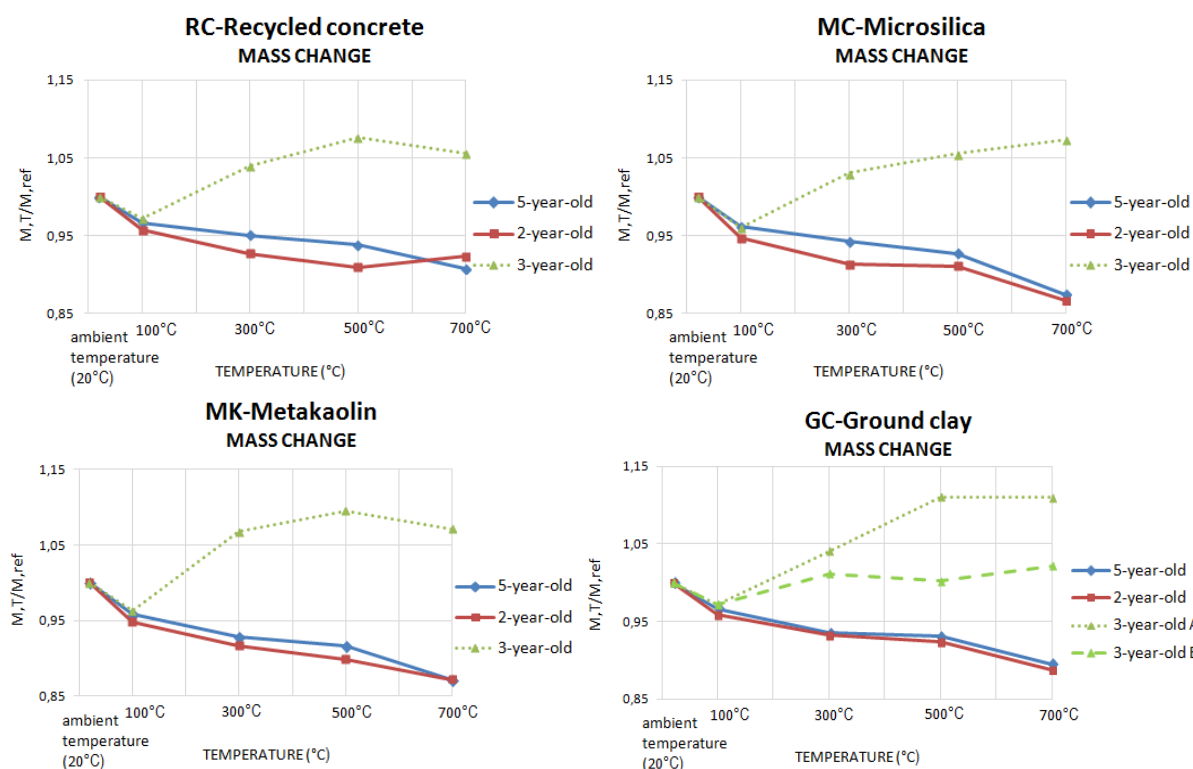 RC-Recycled concrete
MASS CHANGE
1,15
1,05
0,95
0,85
M,T/M,ref
ambient
temperature
(20°C)
100°C
300°C
500°C
700°C
TEMPERATURE (°C)
5-year-old
2-year-old
3-year-old
MC-Microsilica
MASS CHANGE
1,15
1,05
0,95
0,85
M,T/M,ref
ambient
temperature
(20°C)
100°C
300°C
500°C
700°C
TEMPERATURE (°C)
5-year-old
2-year-old
3-year-old
MK-Metakaolin
MASS CHANGE
1,15
1,05
0,95
0,85
M,T/M,ref
ambient
temperature
(20°C)
100°C
300°C
500°C
700°C
TEMPERATURE (°C)
5-year-old
2-year-old
3-year-old
GC-Ground clay
MASS CHANGE
1,15
1,05
0,95
0,85
M,T/M,ref
ambient
temperature
(20°C)
100°C
300°C
500°C
700°C
TEMPERATURE (°C)
5-year-old
2-year-old
3-year-old A
3-year-old